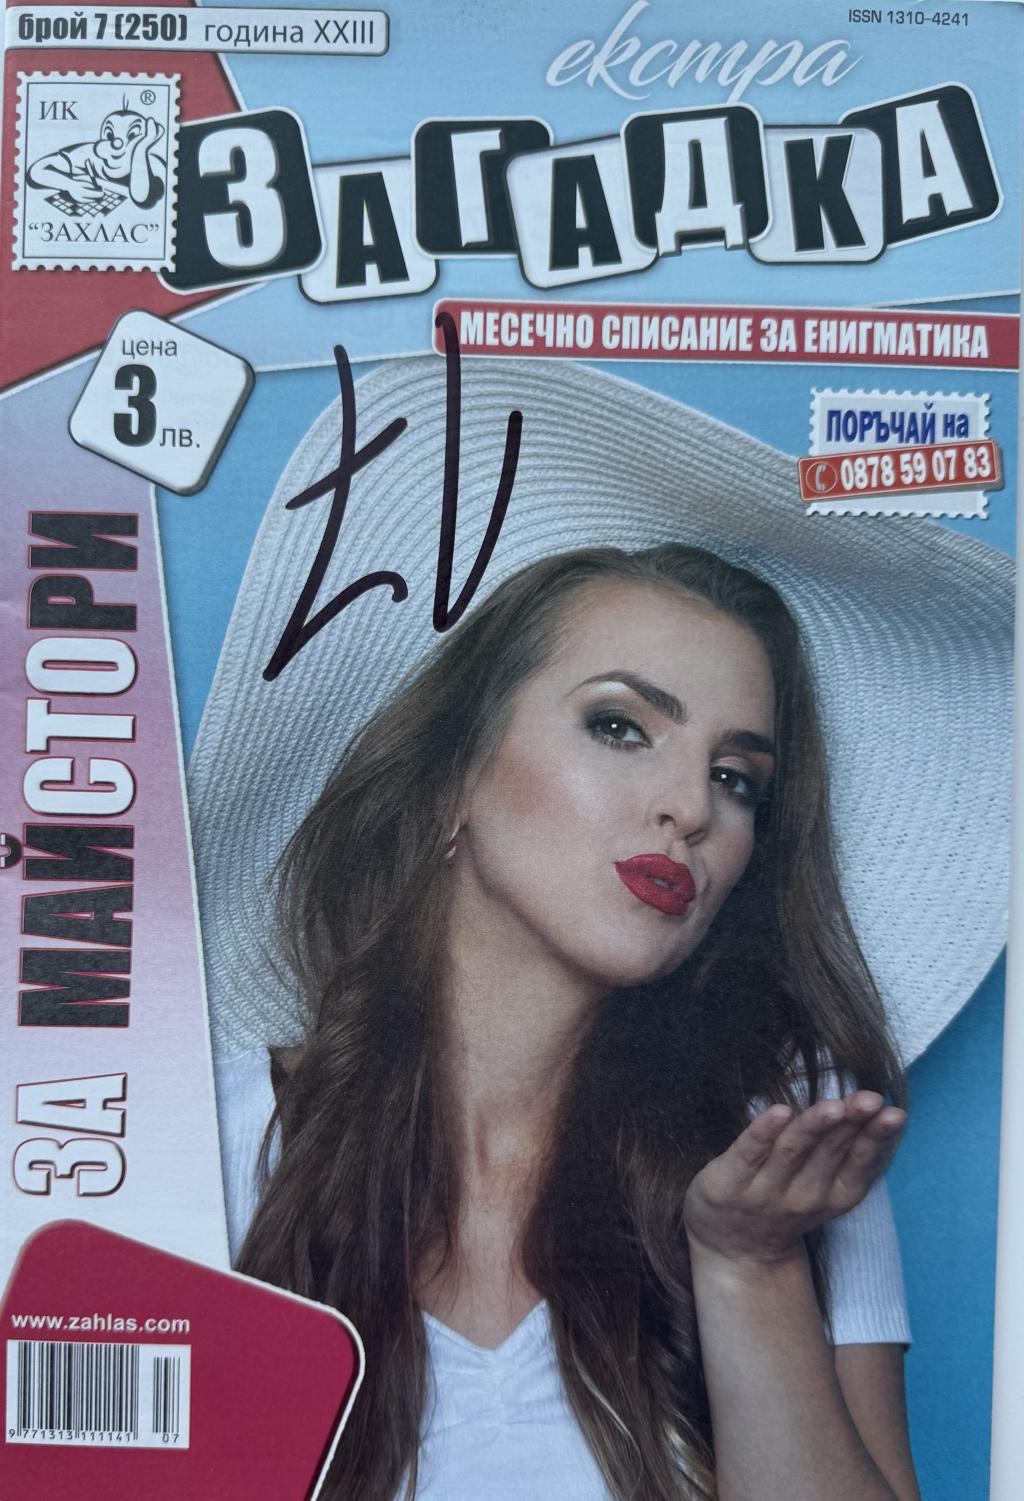 брой 7 (250) година XXIII
ISSN 1310-4241
екстра
ИК ®
"ЗАХЛАС"
ЗАГАДКА
МЕСЕЧНО СПИСАНИЕ ЗА ЕНИГМАТИКА
цена
3 лв.
ПОРЪЧАЙ на
0878 59 07 83
ЗА МАЙСТОРИ
www.zahlas.com
9 771313 111141
07